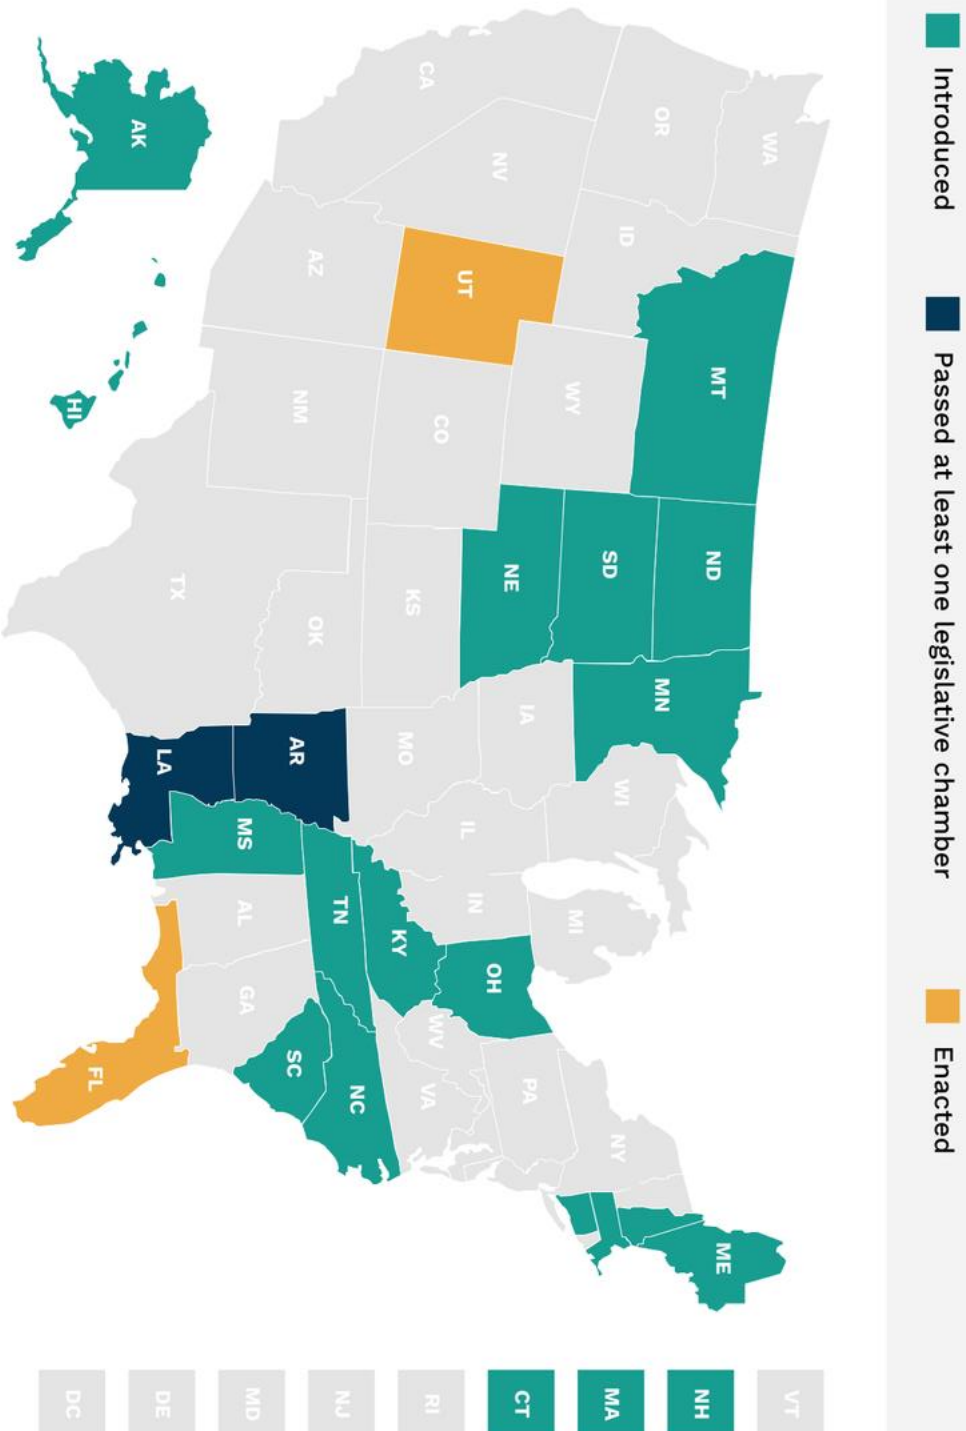 Introduced
Passed at least one legislative chamber
Enacted
WA
OR
CA
NV
ID
MT
WY
UT
AZ
CO
NM
ND
SD
NE
KS
OK
TX
MN
IA
MO
AR
LA
WI
IL
MI
IN
OH
KY
TN
MS
AL
GA
FL
SC
NC
VA
WV
PA
NY
ME
AK
HI
VT
NH
MA
CT
RI
NJ
MD
DE
DC